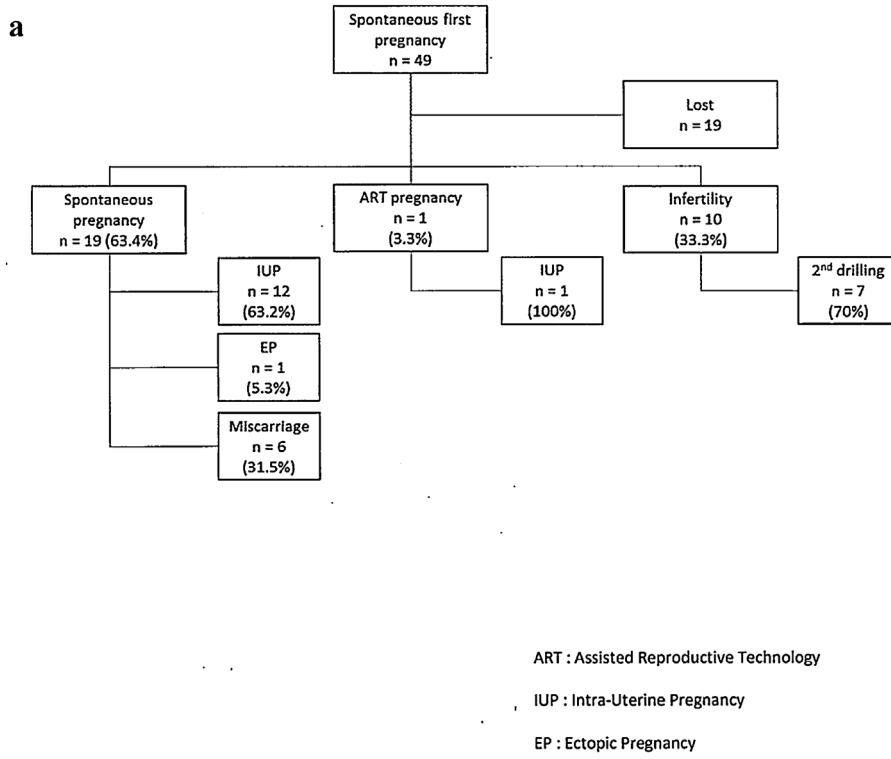 a
Spontaneous first
pregnancy
n = 49
Lost
n = 19
Spontaneous
pregnancy
n = 19 (63.4%)
ART pregnancy
n = 1
(3.3%)
Infertility
n = 10
(33.3%)
IUP
n = 12
(63.2%)
IUP
n = 1
(100%)
2nd drilling
n = 7
(70%)
EP
n = 1
(5.3%)
Miscarriage
n = 6
(31.5%)
ART : Assisted Reproductive Technology
IUP : Intra-Uterine Pregnancy
EP : Ectopic Pregnancy